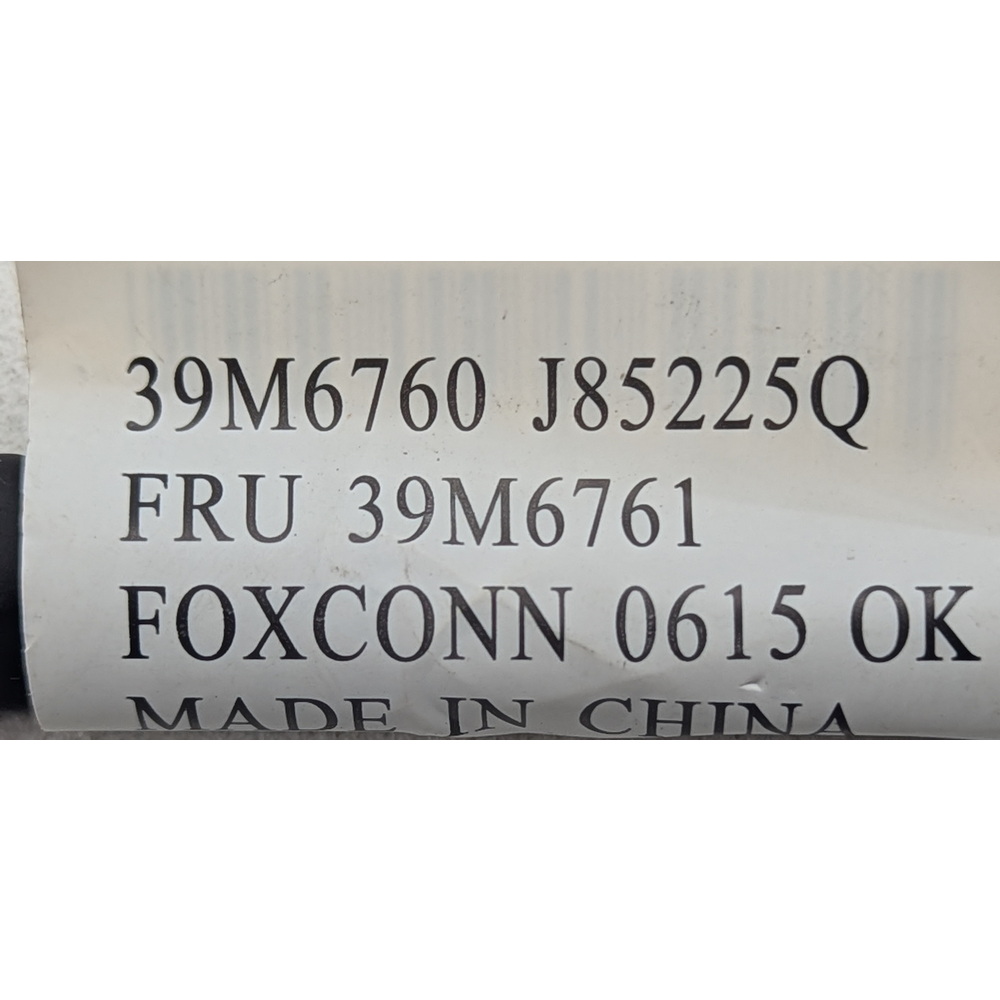 39M6760 J85225Q
FRU 39M6761
FOXCONN 0615 OK
MADE IN CHINA